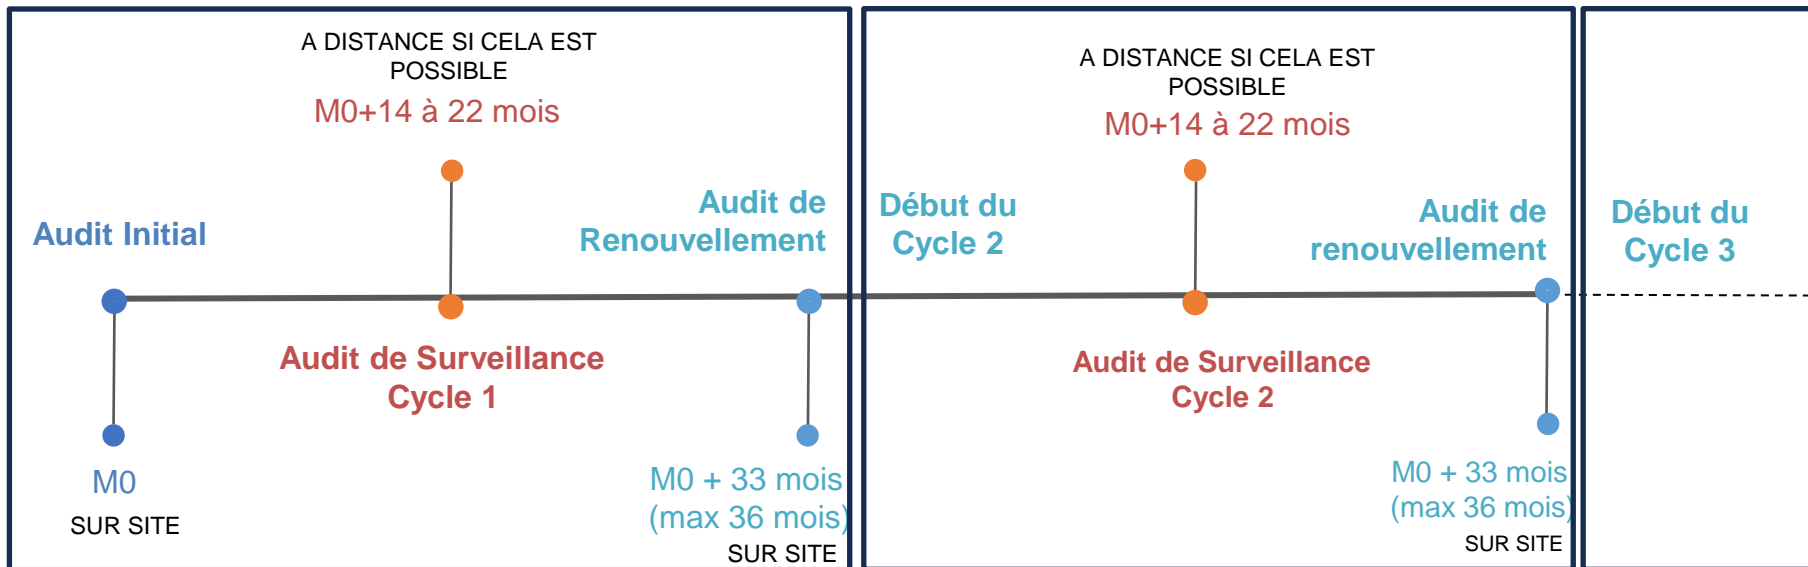 A DISTANCE SI CELA EST
POSSIBLE
M0+14 à 22 mois
Audit Initial
Audit de
Renouvellement
Audit de Surveillance
Cycle 1
M0
SUR SITE
M0 + 33 mois
(max 36 mois)
SUR SITE
A DISTANCE SI CELA EST
POSSIBLE
M0+14 à 22 mois
Début du
Cycle 2
Audit de
renouvellement
Audit de Surveillance
Cycle 2
M0 + 33 mois
(max 36 mois)
SUR SITE
Début du
Cycle 3